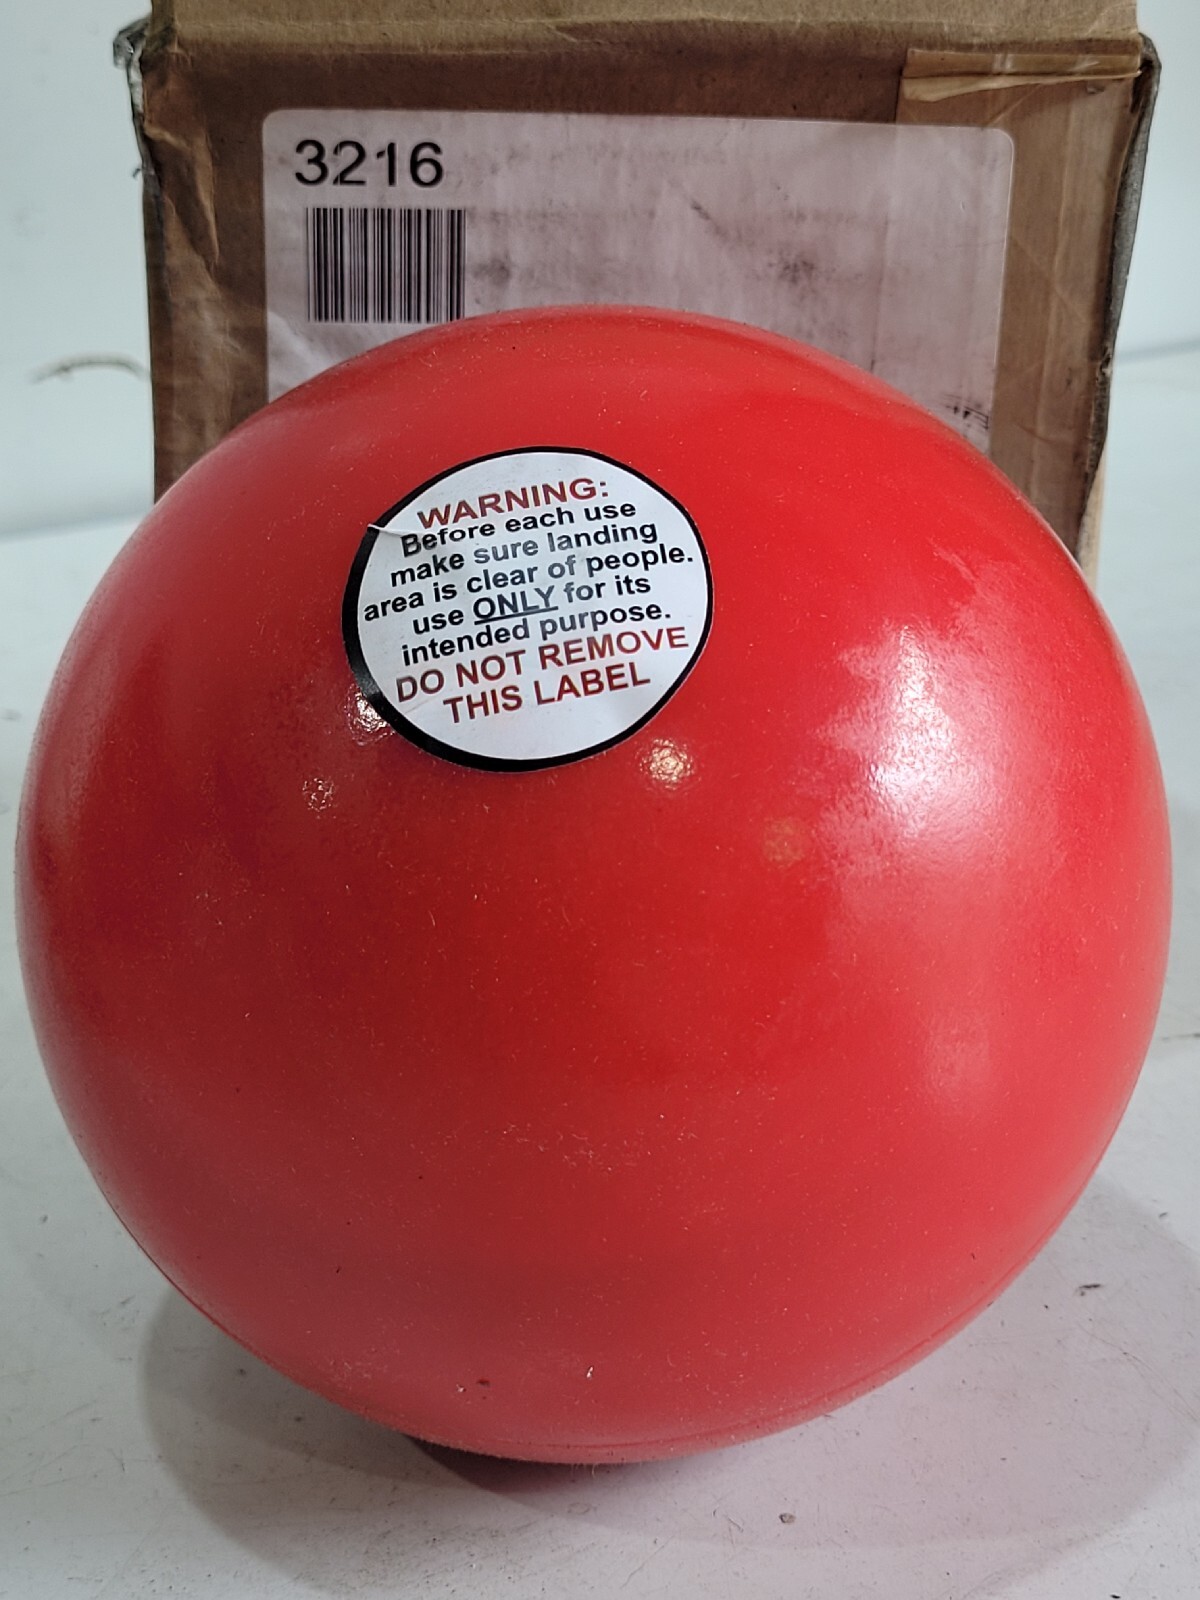 3216
WARNING:
Before each use
make sure landing
area is clear of people.
use ONLY for its
intended purpose.
DO NOT REMOVE
THIS LABEL